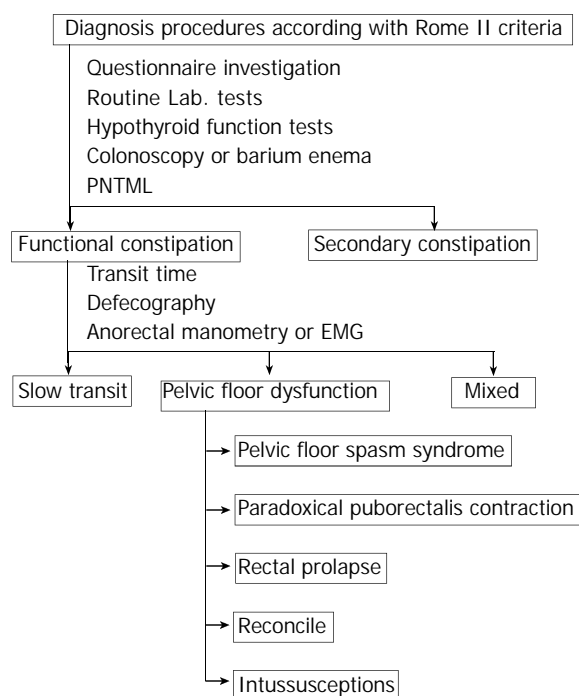 Diagnosis procedures according with Rome II criteria
Questionnaire investigation
Routine Lab. tests
Hypothyroid function tests
Colonoscopy or barium enema
PNTML
Functional constipation
Secondary constipation
Transit time
Defecography
Anorectal manometry or EMG
Slow transit
Pelvic floor dysfunction
Mixed
Pelvic floor spasm syndrome
Paradoxical puborectalis contraction
Rectal prolapse
Reconcile
Intussusceptions